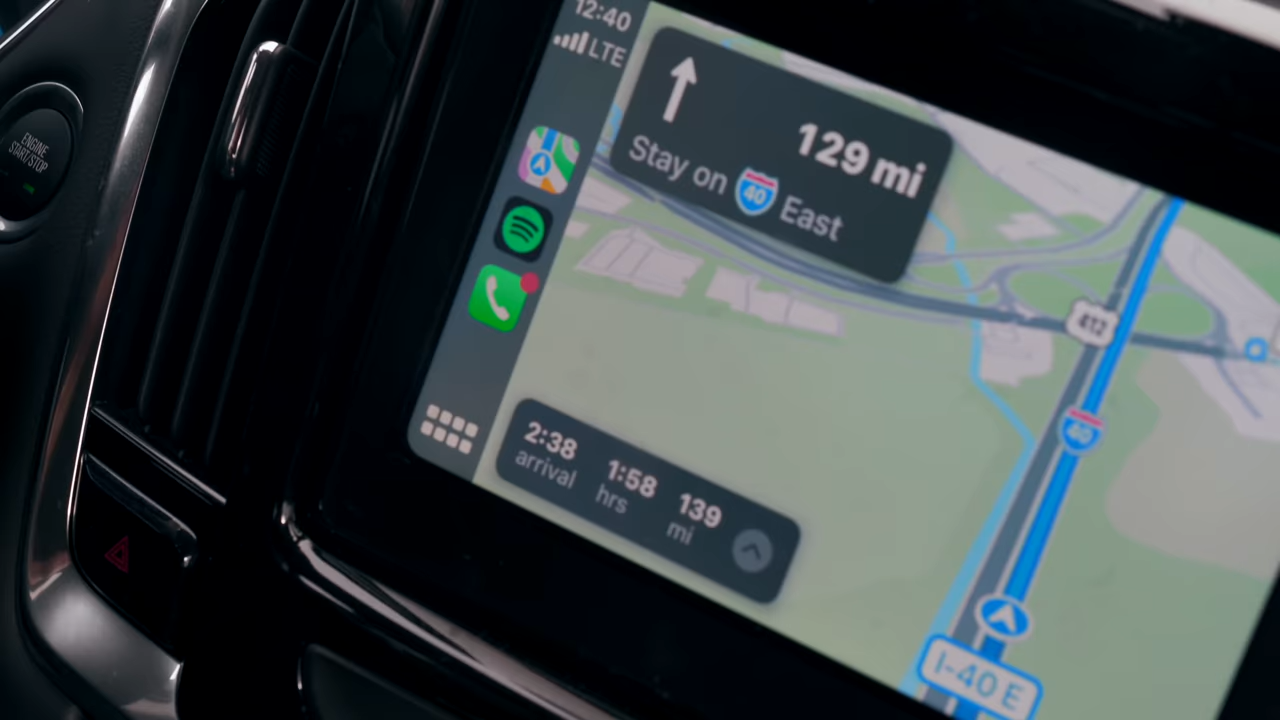 ENGINE
START/STOP
12:40
LTE
129 mi
Stay on 40 East
412
40
2:38
arrival
1:58
hrs
139
mi
I-40 E